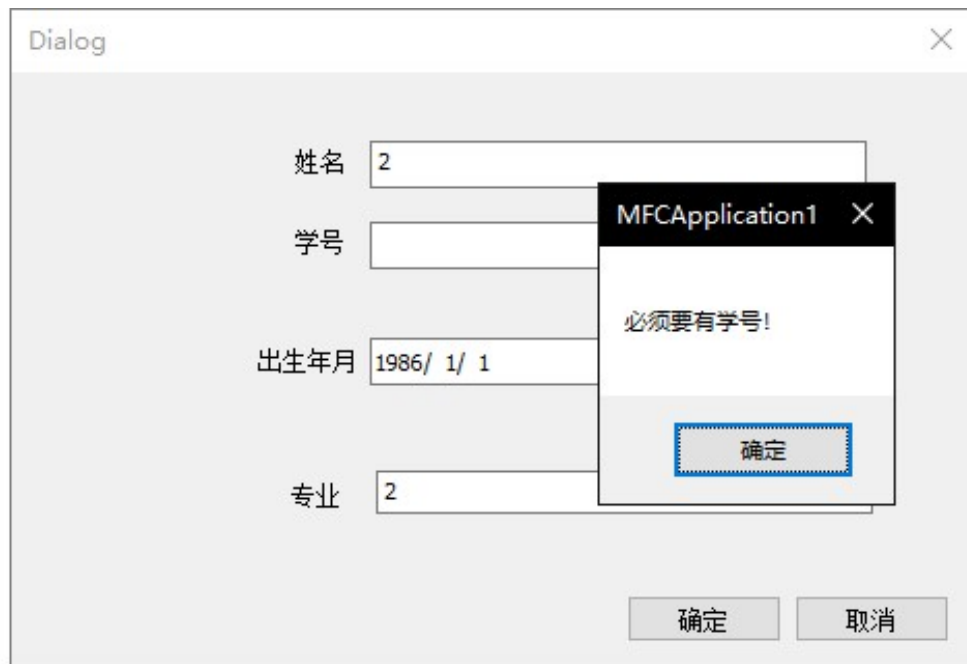 Dialog
姓名 2
MFCApplication1
学号
必须要有学号!
出生年月 1986/ 1/ 1
确定
专业 2
确定 取消